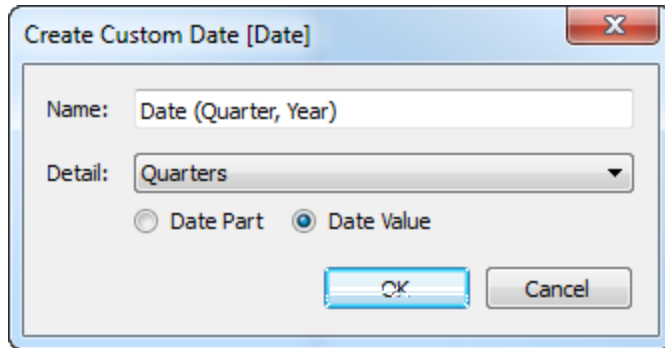 Create Custom Date [Date]
Name: Date (Quarter, Year)
Detail: Quarters
Date Part Date Value
OK Cancel